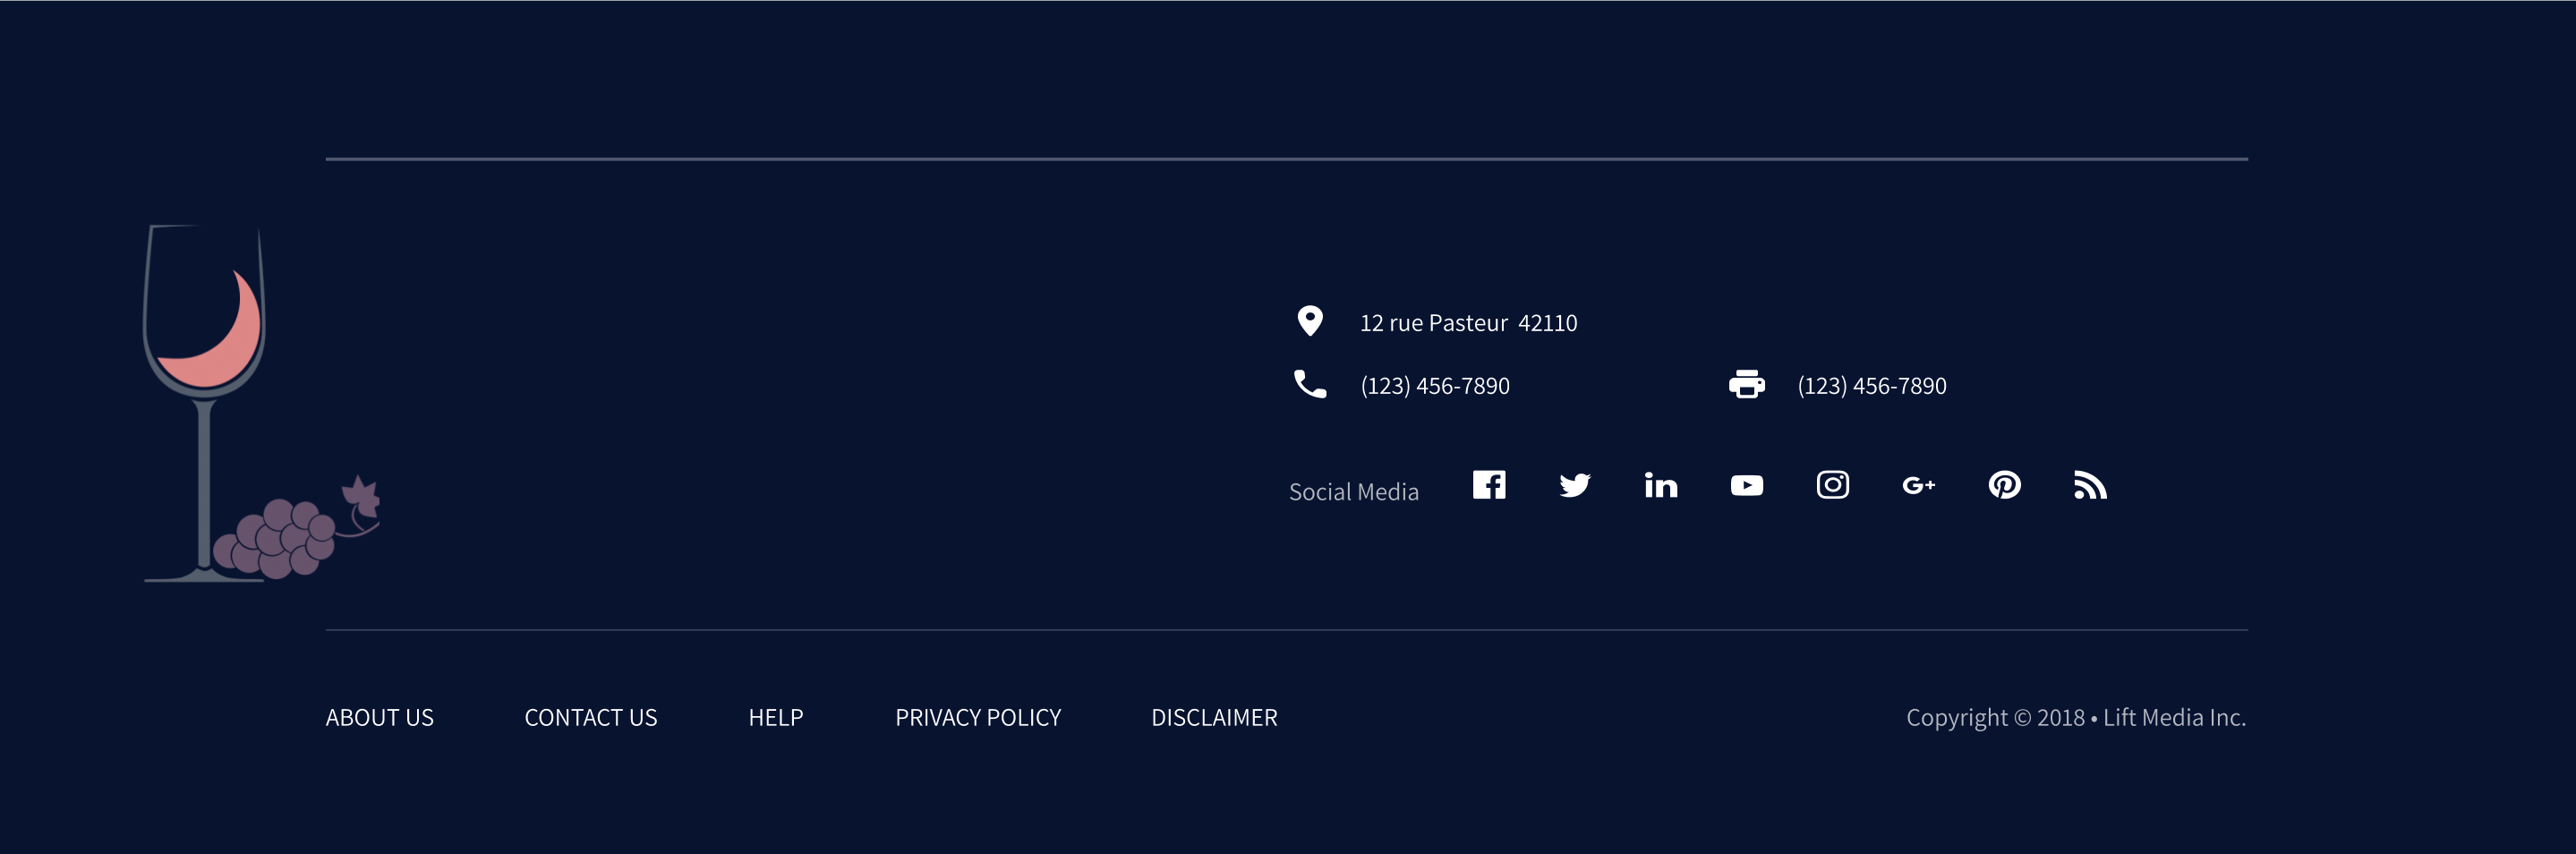 12 rue Pasteur  42110
(123) 456-7890
(123) 456-7890
Social Media
ABOUT US
CONTACT US
HELP
PRIVACY POLICY
DISCLAIMER
Copyright © 2018 • Lift Media Inc.